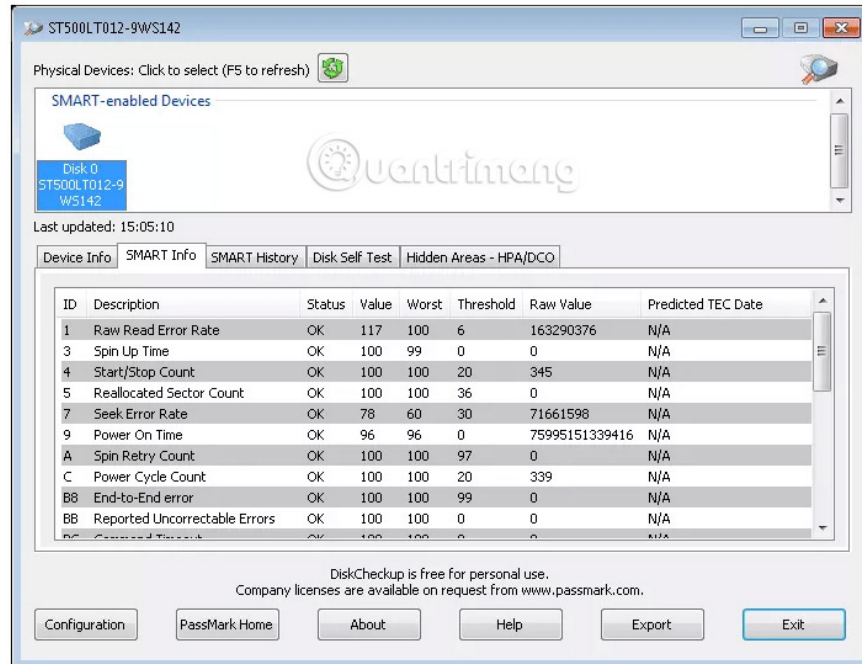 ST500LT012-9WS142
Physical Devices: Click to select (F5 to refresh)
SMART-enabled Devices
Disk 0
ST500LT012-9
WS142
Quantrimang
Last updated: 15:05:10
Device Info SMART Info SMART History Disk Self Test Hidden Areas - HPA/DCO
ID Description Status Value Worst Threshold Raw Value Predicted TEC Date
1 Raw Read Error Rate OK 117 100 6 163290376 N/A
3 Spin Up Time OK 100 99 0 0 N/A
4 Start/Stop Count OK 100 100 20 345 N/A
5 Reallocated Sector Count OK 100 100 36 0 N/A
7 Seek Error Rate OK 78 60 30 71661598 N/A
9 Power On Time OK 96 96 0 75995151339416 N/A
A Spin Retry Count OK 100 100 97 0 N/A
C Power Cycle Count OK 100 100 20 339 N/A
B8 End-to-End error OK 100 100 99 0 N/A
BB Reported Uncorrectable Errors OK 100 100 0 0 N/A
DiskCheckup is free for personal use.
Company licenses are available on request from www.passmark.com.
Configuration PassMark Home About Help Export Exit